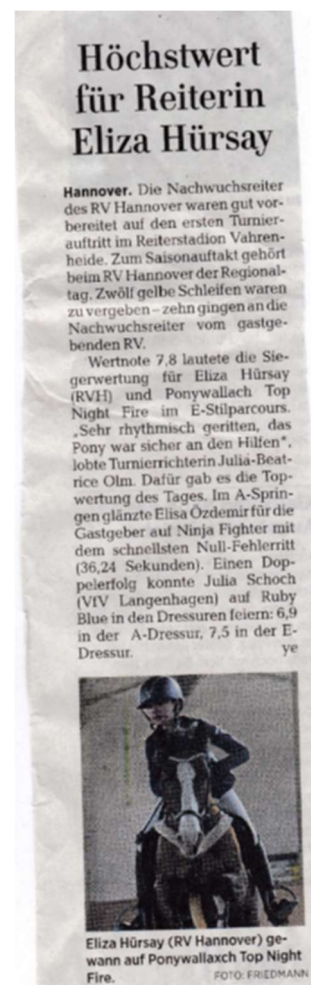 Höchstwert
für Reiterin
Eliza Hürsay
Hannover. Die Nachwuchsreiter
des RV Hannover waren gut vor-
bereitet auf den ersten Turnier-
auftritt im Reiterstadion Vahren-
heide. Zum Saisonauftakt gehört
beim RV Hannover der Regional-
tag. Zwölf gelbe Schleifen waren
zu vergeben – zehn gingen an die
Nachwuchsreiter vom gastge-
benden RV.
Wertnote 7,8 lautete die Sie-
gerwertung für Eliza Hürsay
(RVH) und Ponywallach Top
Night Fire im E-Stilparcours.
„Sehr rhythmisch geritten, das
Pony war sicher an den Hilfen“,
lobte Turnierrichterin Julia-Beat-
rice Olm. Dafür gab es die Top-
wertung des Tages. Im A-Sprin-
gen glänzte Elisa Özdemir für die
Gastgeber auf Ninja Fighter mit
dem schnellsten Null-Fehlerritt
(36,24 Sekunden). Einen Dop-
pelerfolg konnte Julia Schoch
(VfV Langenhagen) auf Ruby
Blue in den Dressuren feiern: 6,9
in der A-Dressur, 7,5 in der E-
Dressur. ye
Eliza Hürsay (RV Hannover) ge-
wann auf Ponywallaxch Top Night
Fire. FOTO: FRIEDMANN